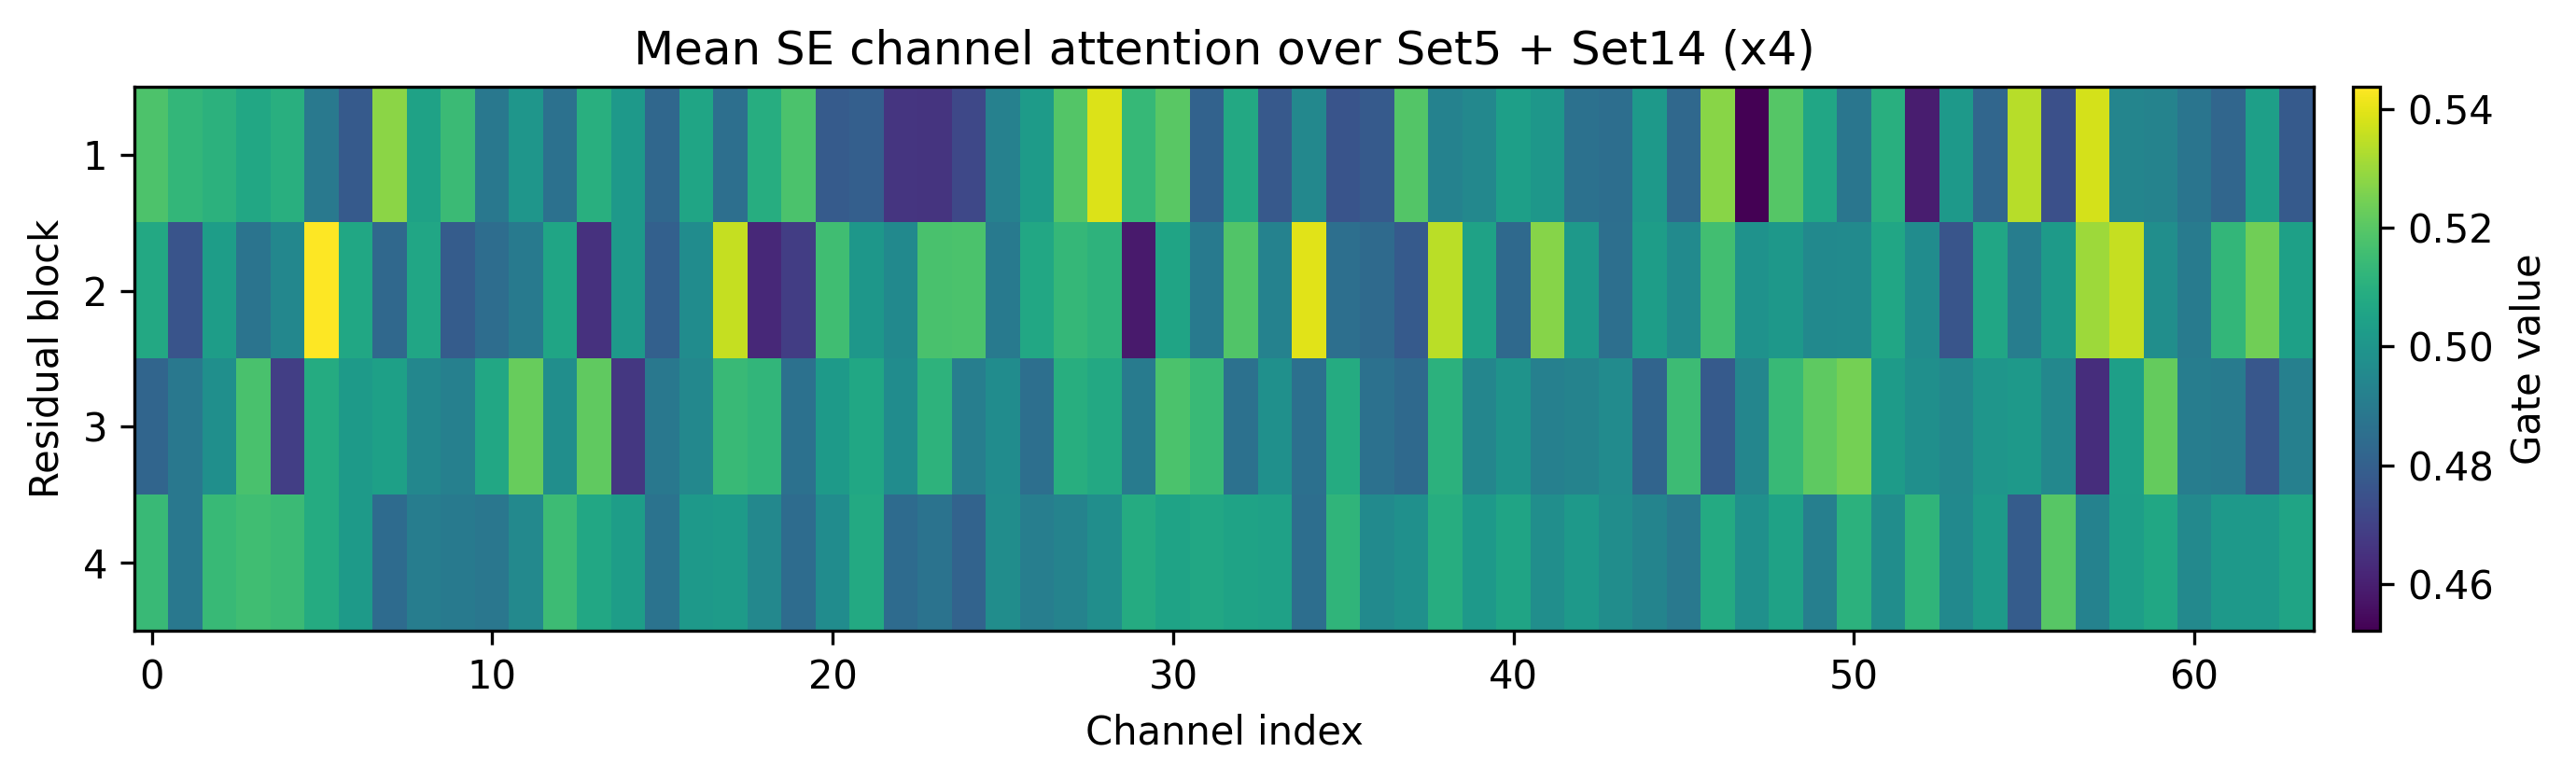 Mean SE channel attention over Set5 + Set14 (x4)
Residual block
1
2
3
4
0 10 20 30 40 50 60
Channel index
0.54
0.52
0.50
0.48
0.46
Gate value